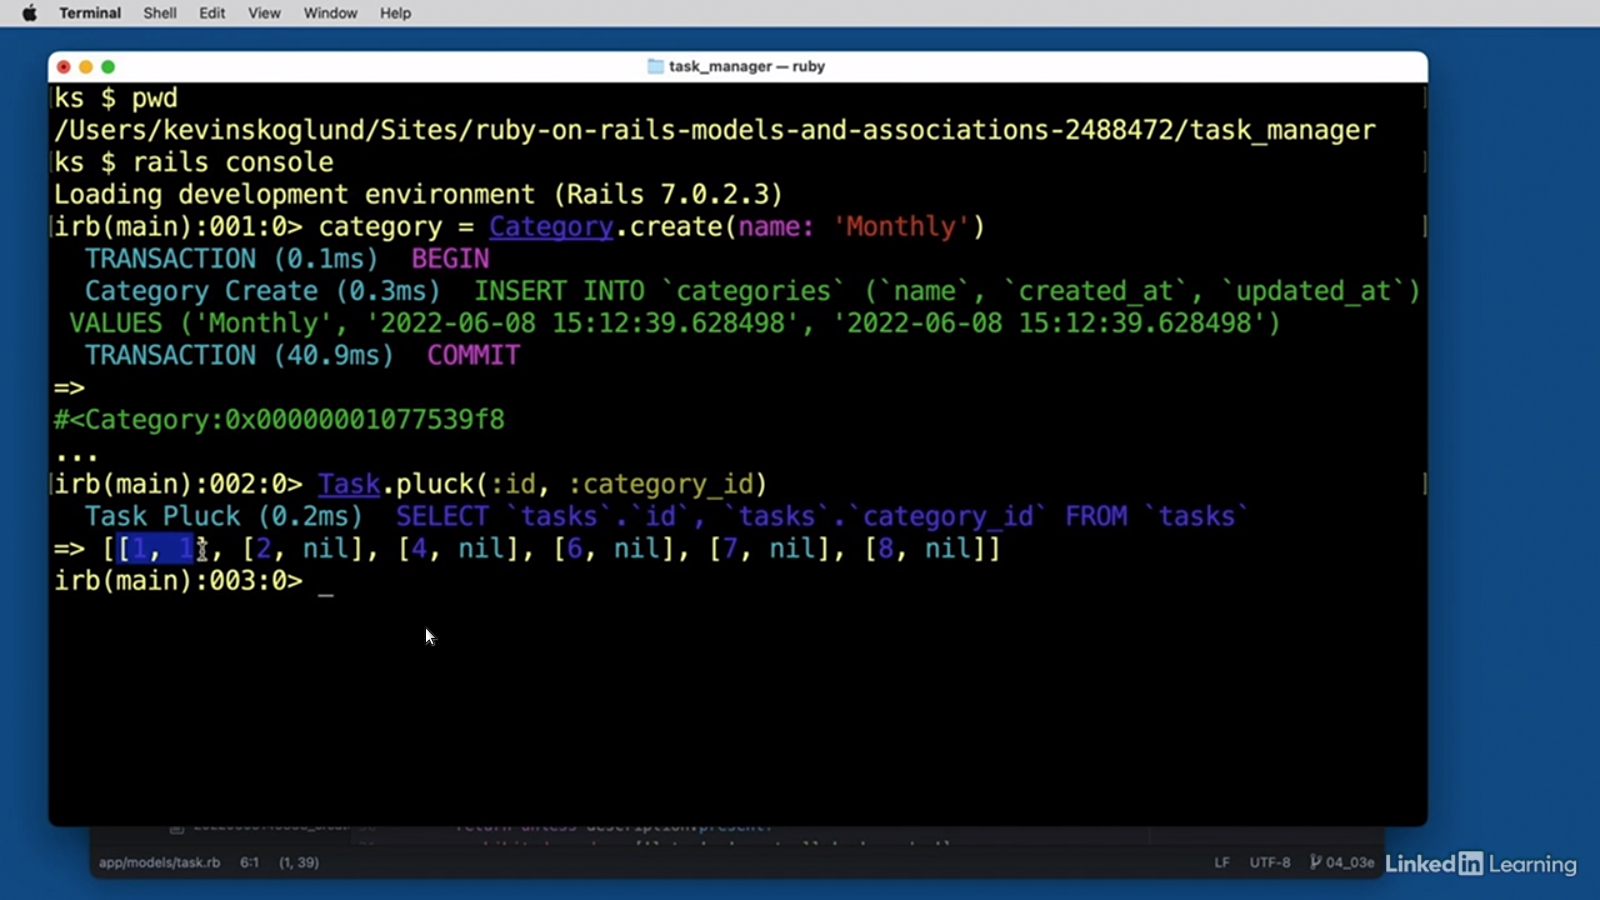 Terminal Shell Edit View Window Help
task_manager — ruby
ks $ pwd
/Users/kevinskoglund/Sites/ruby-on-rails-models-and-associations-2488472/task_manager
ks $ rails console
Loading development environment (Rails 7.0.2.3)
irb(main):001:0> category = Category.create(name: 'Monthly')
TRANSACTION (0.1ms) BEGIN
Category Create (0.3ms) INSERT INTO `categories` (`name`, `created_at`, `updated_at`)
VALUES ('Monthly', '2022-06-08 15:12:39.628498', '2022-06-08 15:12:39.628498')
TRANSACTION (40.9ms) COMMIT
=>
#<Category:0x00000001077539f8
...
irb(main):002:0> Task.pluck(:id, :category_id)
Task Pluck (0.2ms) SELECT `tasks`.`id`, `tasks`.`category_id` FROM `tasks`
=> [[1, 1], [2, nil], [4, nil], [6, nil], [7, nil], [8, nil]]
irb(main):003:0> _
app/models/task.rb 6:1 (1, 39) LF UTF-8 04_03e
LinkedIn Learning